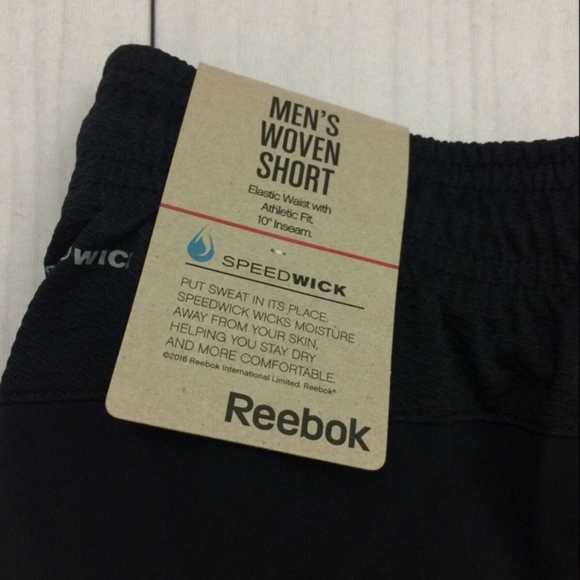 MEN'S
WOVEN
SHORT
Elastic Waist with
Athletic Fit,
10" Inseam.
SPEEDWICK
PUT SWEAT IN ITS PLACE.
SPEEDWICK WICKS MOISTURE
AWAY FROM YOUR SKIN,
HELPING YOU STAY DRY
AND MORE COMFORTABLE.
©2016 Reebok International Limited. Reebok®
Reebok
DWICK